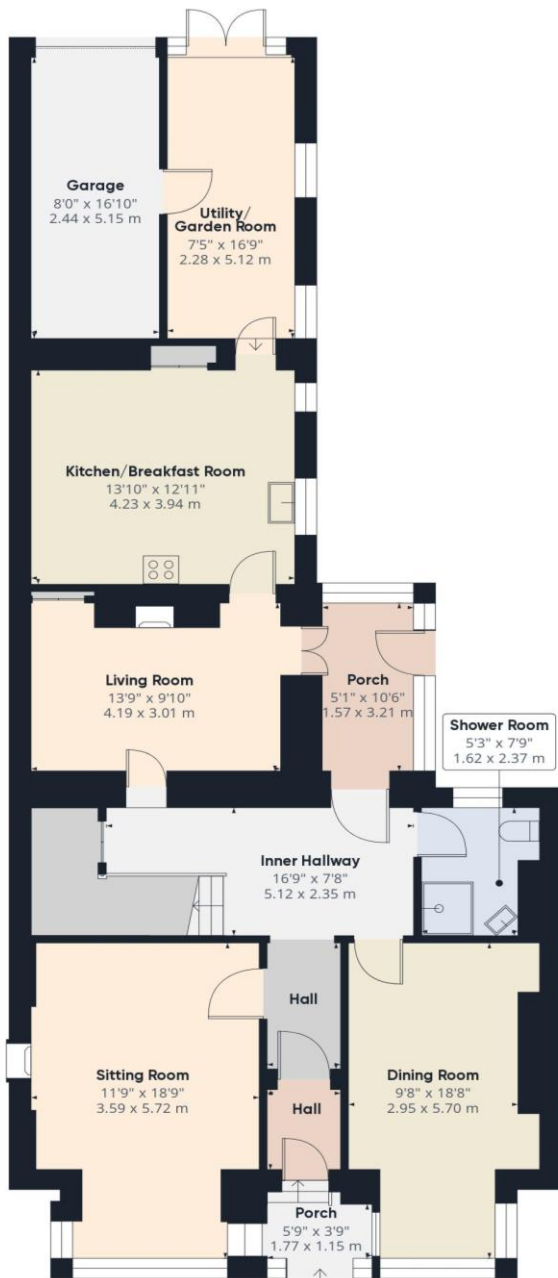 Garage
8'0" x 16'10"
2.44 x 5.15 m
Utility/
Garden Room
7'5" x 16'9"
2.28 x 5.12 m
Kitchen/Breakfast Room
13'10" x 12'11"
4.23 x 3.94 m
Living Room
13'9" x 9'10"
4.19 x 3.01 m
Porch
5'1" x 10'6"
1.57 x 3.21 m
Shower Room
5'3" x 7'9"
1.62 x 2.37 m
Inner Hallway
16'9" x 7'8"
5.12 x 2.35 m
Hall
Sitting Room
11'9" x 18'9"
3.59 x 5.72 m
Dining Room
9'8" x 18'8"
2.95 x 5.70 m
Hall
Porch
5'9" x 3'9"
1.77 x 1.15 m